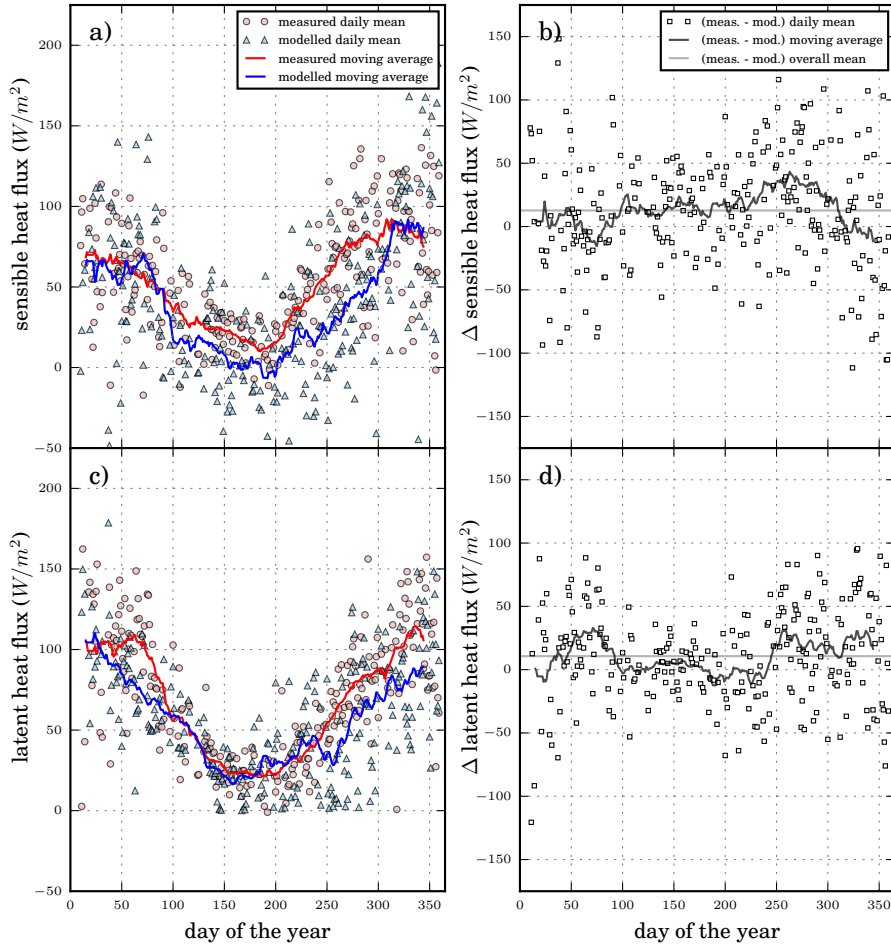 a)
measured daily mean
modelled daily mean
measured moving average
modelled moving average
200
150
100
50
0
−50
sensible heat flux (W/m²)
b)
(meas. - mod.) daily mean
(meas. - mod.) moving average
(meas. - mod.) overall mean
150
100
50
0
−50
−100
−150
Δ sensible heat flux (W/m²)
c)
200
150
100
50
0
−50
latent heat flux (W/m²)
0 50 100 150 200 250 300 350
day of the year
d)
150
100
50
0
−50
−100
−150
Δ latent heat flux (W/m²)
0 50 100 150 200 250 300 350
day of the year